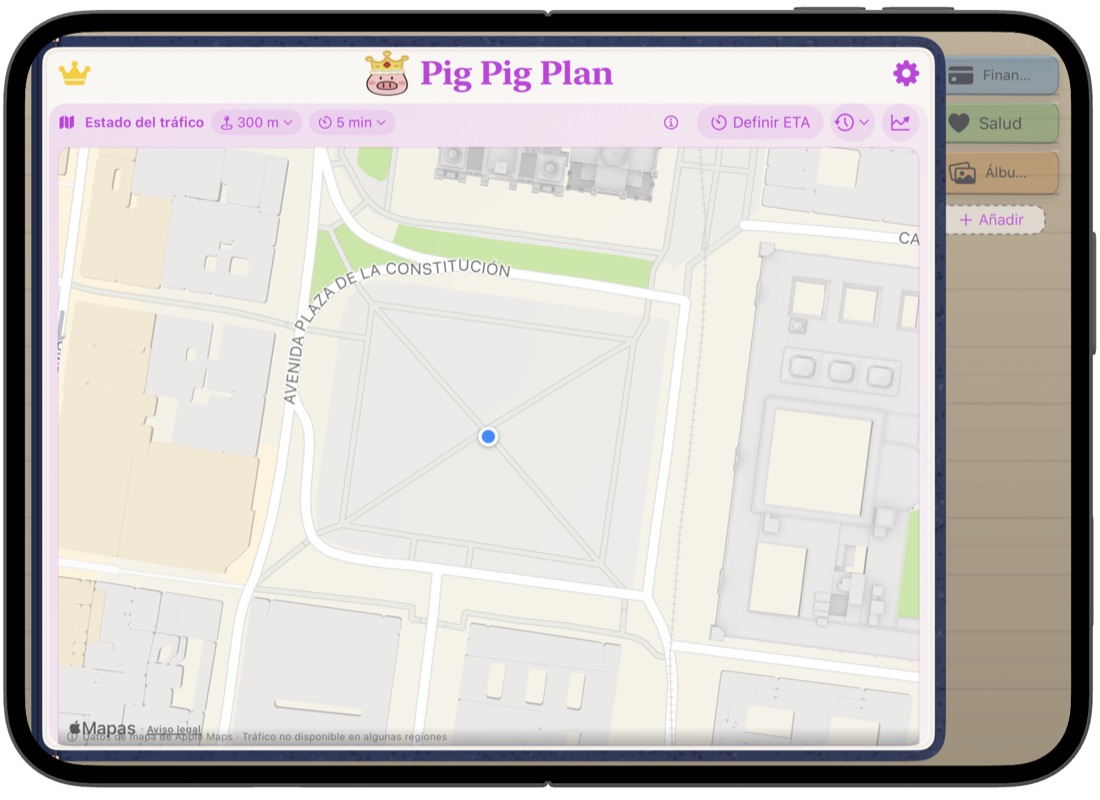 Pig Pig Plan
Estado del tráfico 300 m 5 min Definir ETA
Finan...
Salud
Álbu...
+ Añadir
CA
AVENIDA PLAZA DE LA CONSTITUCIÓN
Mapas · Aviso legal
Datos de mapa de Apple Maps · Tráfico no disponible en algunas regiones